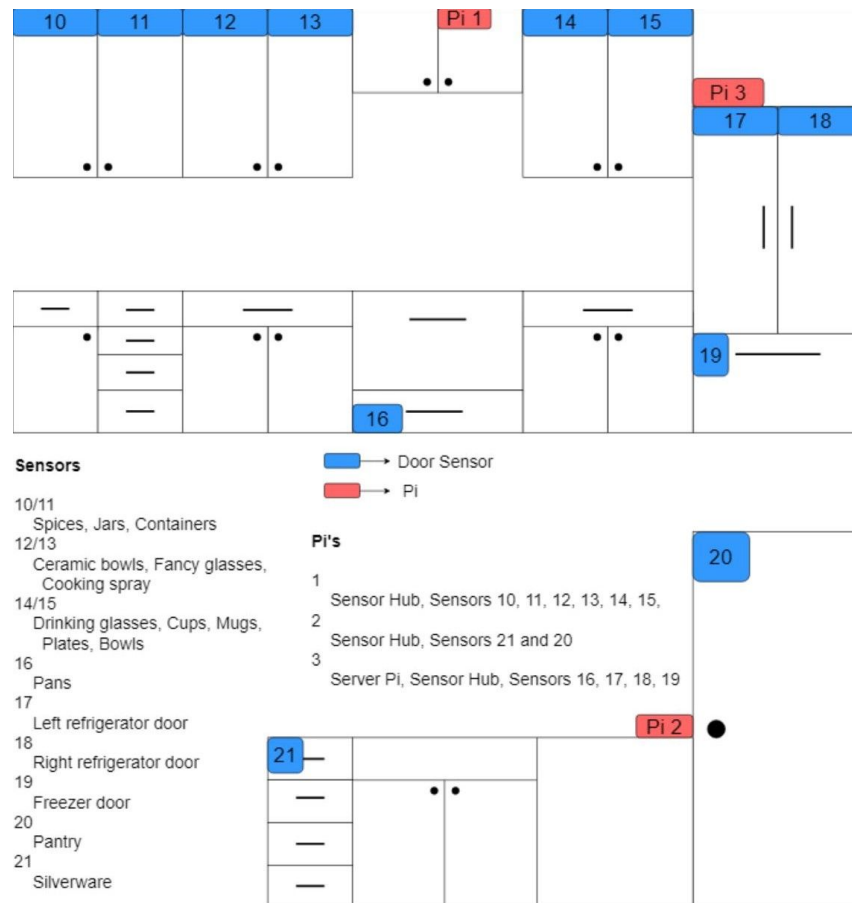 10
11
12
13
Pi 1
14
15
Pi 3
17
18
19
16
Sensors
10/11
Spices, Jars, Containers
12/13
Ceramic bowls, Fancy glasses,
Cooking spray
14/15
Drinking glasses, Cups, Mugs,
Plates, Bowls
16
Pans
17
Left refrigerator door
18
Right refrigerator door
19
Freezer door
20
Pantry
21
Silverware
Door Sensor
Pi
Pi's
1
Sensor Hub, Sensors 10, 11, 12, 13, 14, 15,
2
Sensor Hub, Sensors 21 and 20
3
Server Pi, Sensor Hub, Sensors 16, 17, 18, 19
20
Pi 2
21